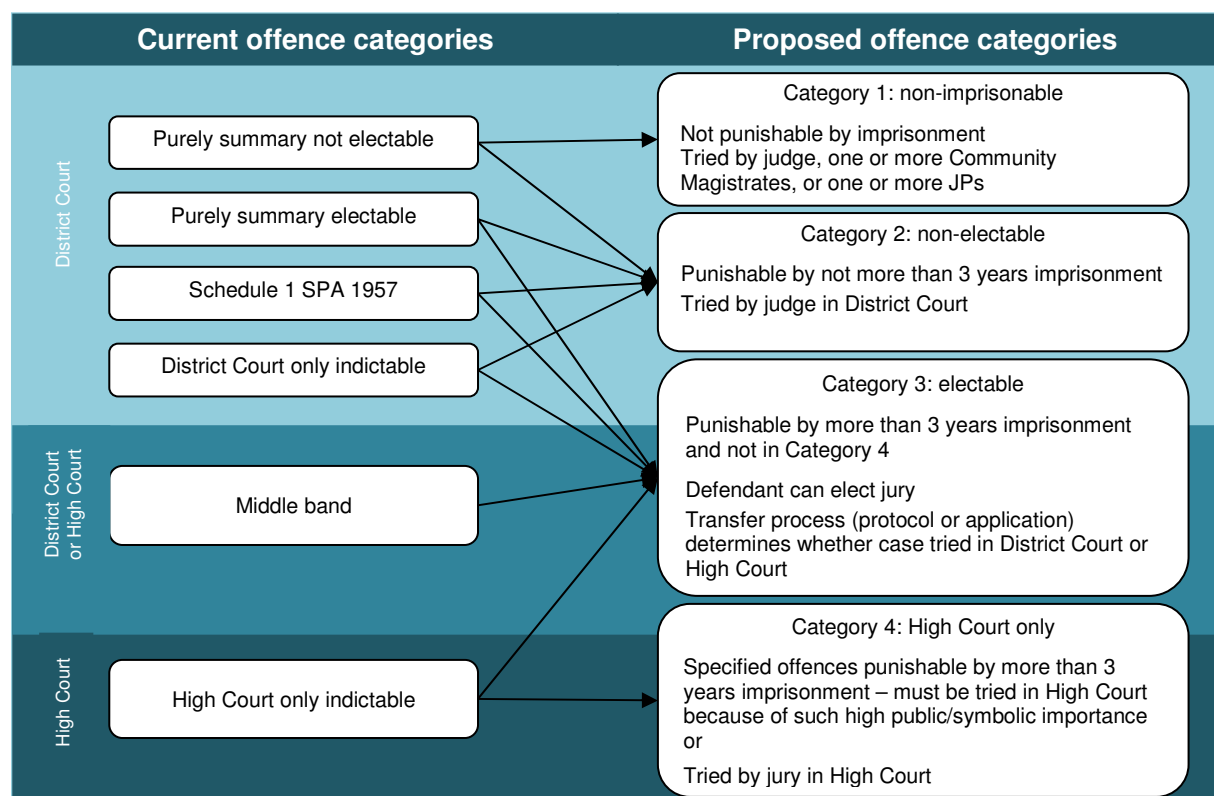 Current offence categories
Proposed offence categories
District Court
Purely summary not electable
Purely summary electable
Schedule 1 SPA 1957
District Court only indictable
District Court
or High Court
Middle band
High Court
High Court only indictable
Category 1: non-imprisonable
Not punishable by imprisonment
Tried by judge, one or more Community
Magistrates, or one or more JPs
Category 2: non-electable
Punishable by not more than 3 years imprisonment
Tried by judge in District Court
Category 3: electable
Punishable by more than 3 years imprisonment
and not in Category 4
Defendant can elect jury
Transfer process (protocol or application)
determines whether case tried in District Court or
High Court
Category 4: High Court only
Specified offences punishable by more than 3
years imprisonment – must be tried in High Court
because of such high public/symbolic importance
or
Tried by jury in High Court